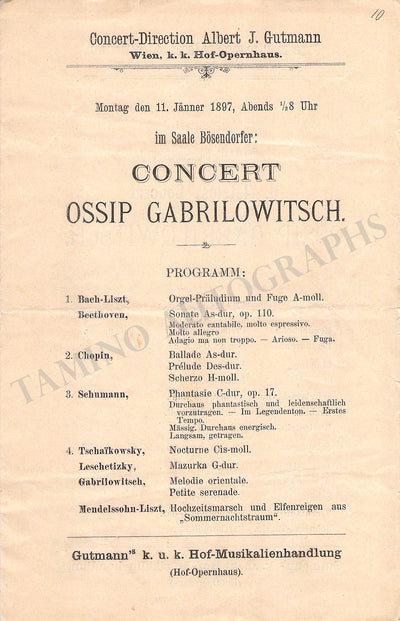 10
Concert-Direction Albert J. Gutmann
Wien, k. k. Hof-Opernhaus.
Montag den 11. Jänner 1897, Abends ½8 Uhr
im Saale Bösendorfer:
CONCERT
OSSIP GABRILOWITSCH.
PROGRAMM:
1. Bach-Liszt, Orgel-Präludium und Fuge A-moll.
Beethoven, Sonate As-dur, op. 110.
Moderato cantabile, molto espressivo.
Molto allegro
Adagio ma non troppo. — Arioso. — Fuga.
2. Chopin, Ballade As-dur.
Prélude Des-dur.
Scherzo H-moll.
3. Schumann, Phantasie C-dur, op. 17.
Durchaus phantastisch und leidenschaftlich
vorzutragen. — Im Legendenton. — Erstes
Tempo.
Mässig. Durchaus energisch.
Langsam, getragen.
4. Tschaïkowsky, Nocturne Cis-moll.
Leschetizky, Mazurka G-dur.
Gabrilowitsch, Melodie orientale.
Petite serenade.
Mendelssohn-Liszt, Hochzeitsmarsch und Elfenreigen aus
„Sommernachtstraum“.
Gutmann's k. u. k. Hof-Musikalienhandlung
(Hof-Opernhaus).
TAMINO AUTOGRAPHS